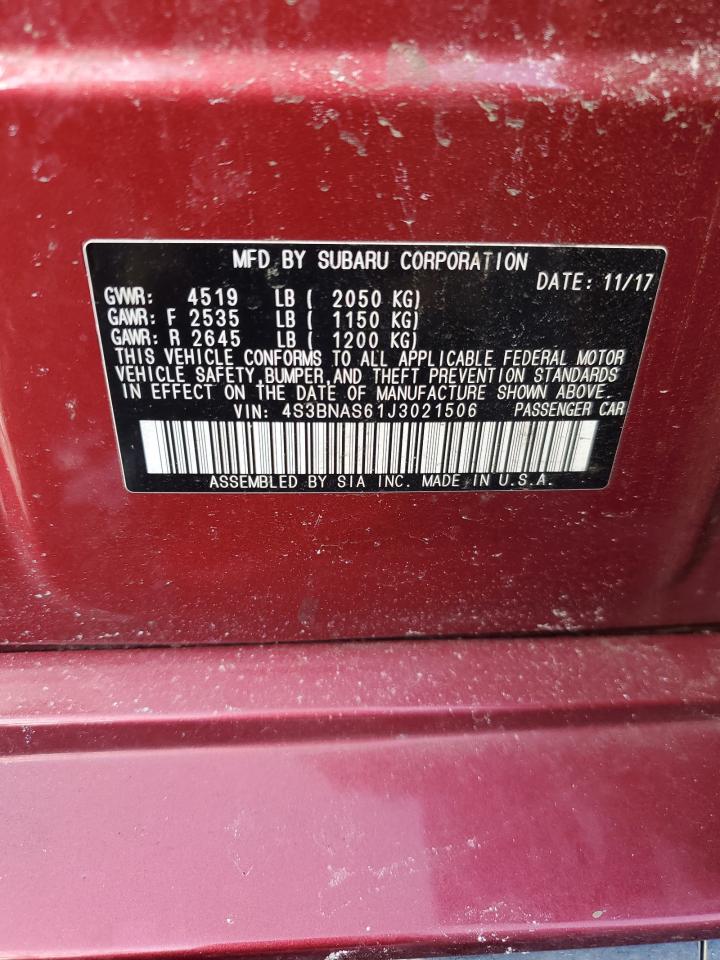 MFD BY SUBARU CORPORATION
DATE: 11/17
GVWR: 4519 LB ( 2050 KG)
GAWR: F 2535 LB ( 1150 KG)
GAWR: R 2645 LB ( 1200 KG)
THIS VEHICLE CONFORMS TO ALL APPLICABLE FEDERAL MOTOR
VEHICLE SAFETY, BUMPER, AND THEFT PREVENTION STANDARDS
IN EFFECT ON THE DATE OF MANUFACTURE SHOWN ABOVE.
VIN: 4S3BNAS61J3021506 PASSENGER CAR
ASSEMBLED BY SIA INC. MADE IN U.S.A.